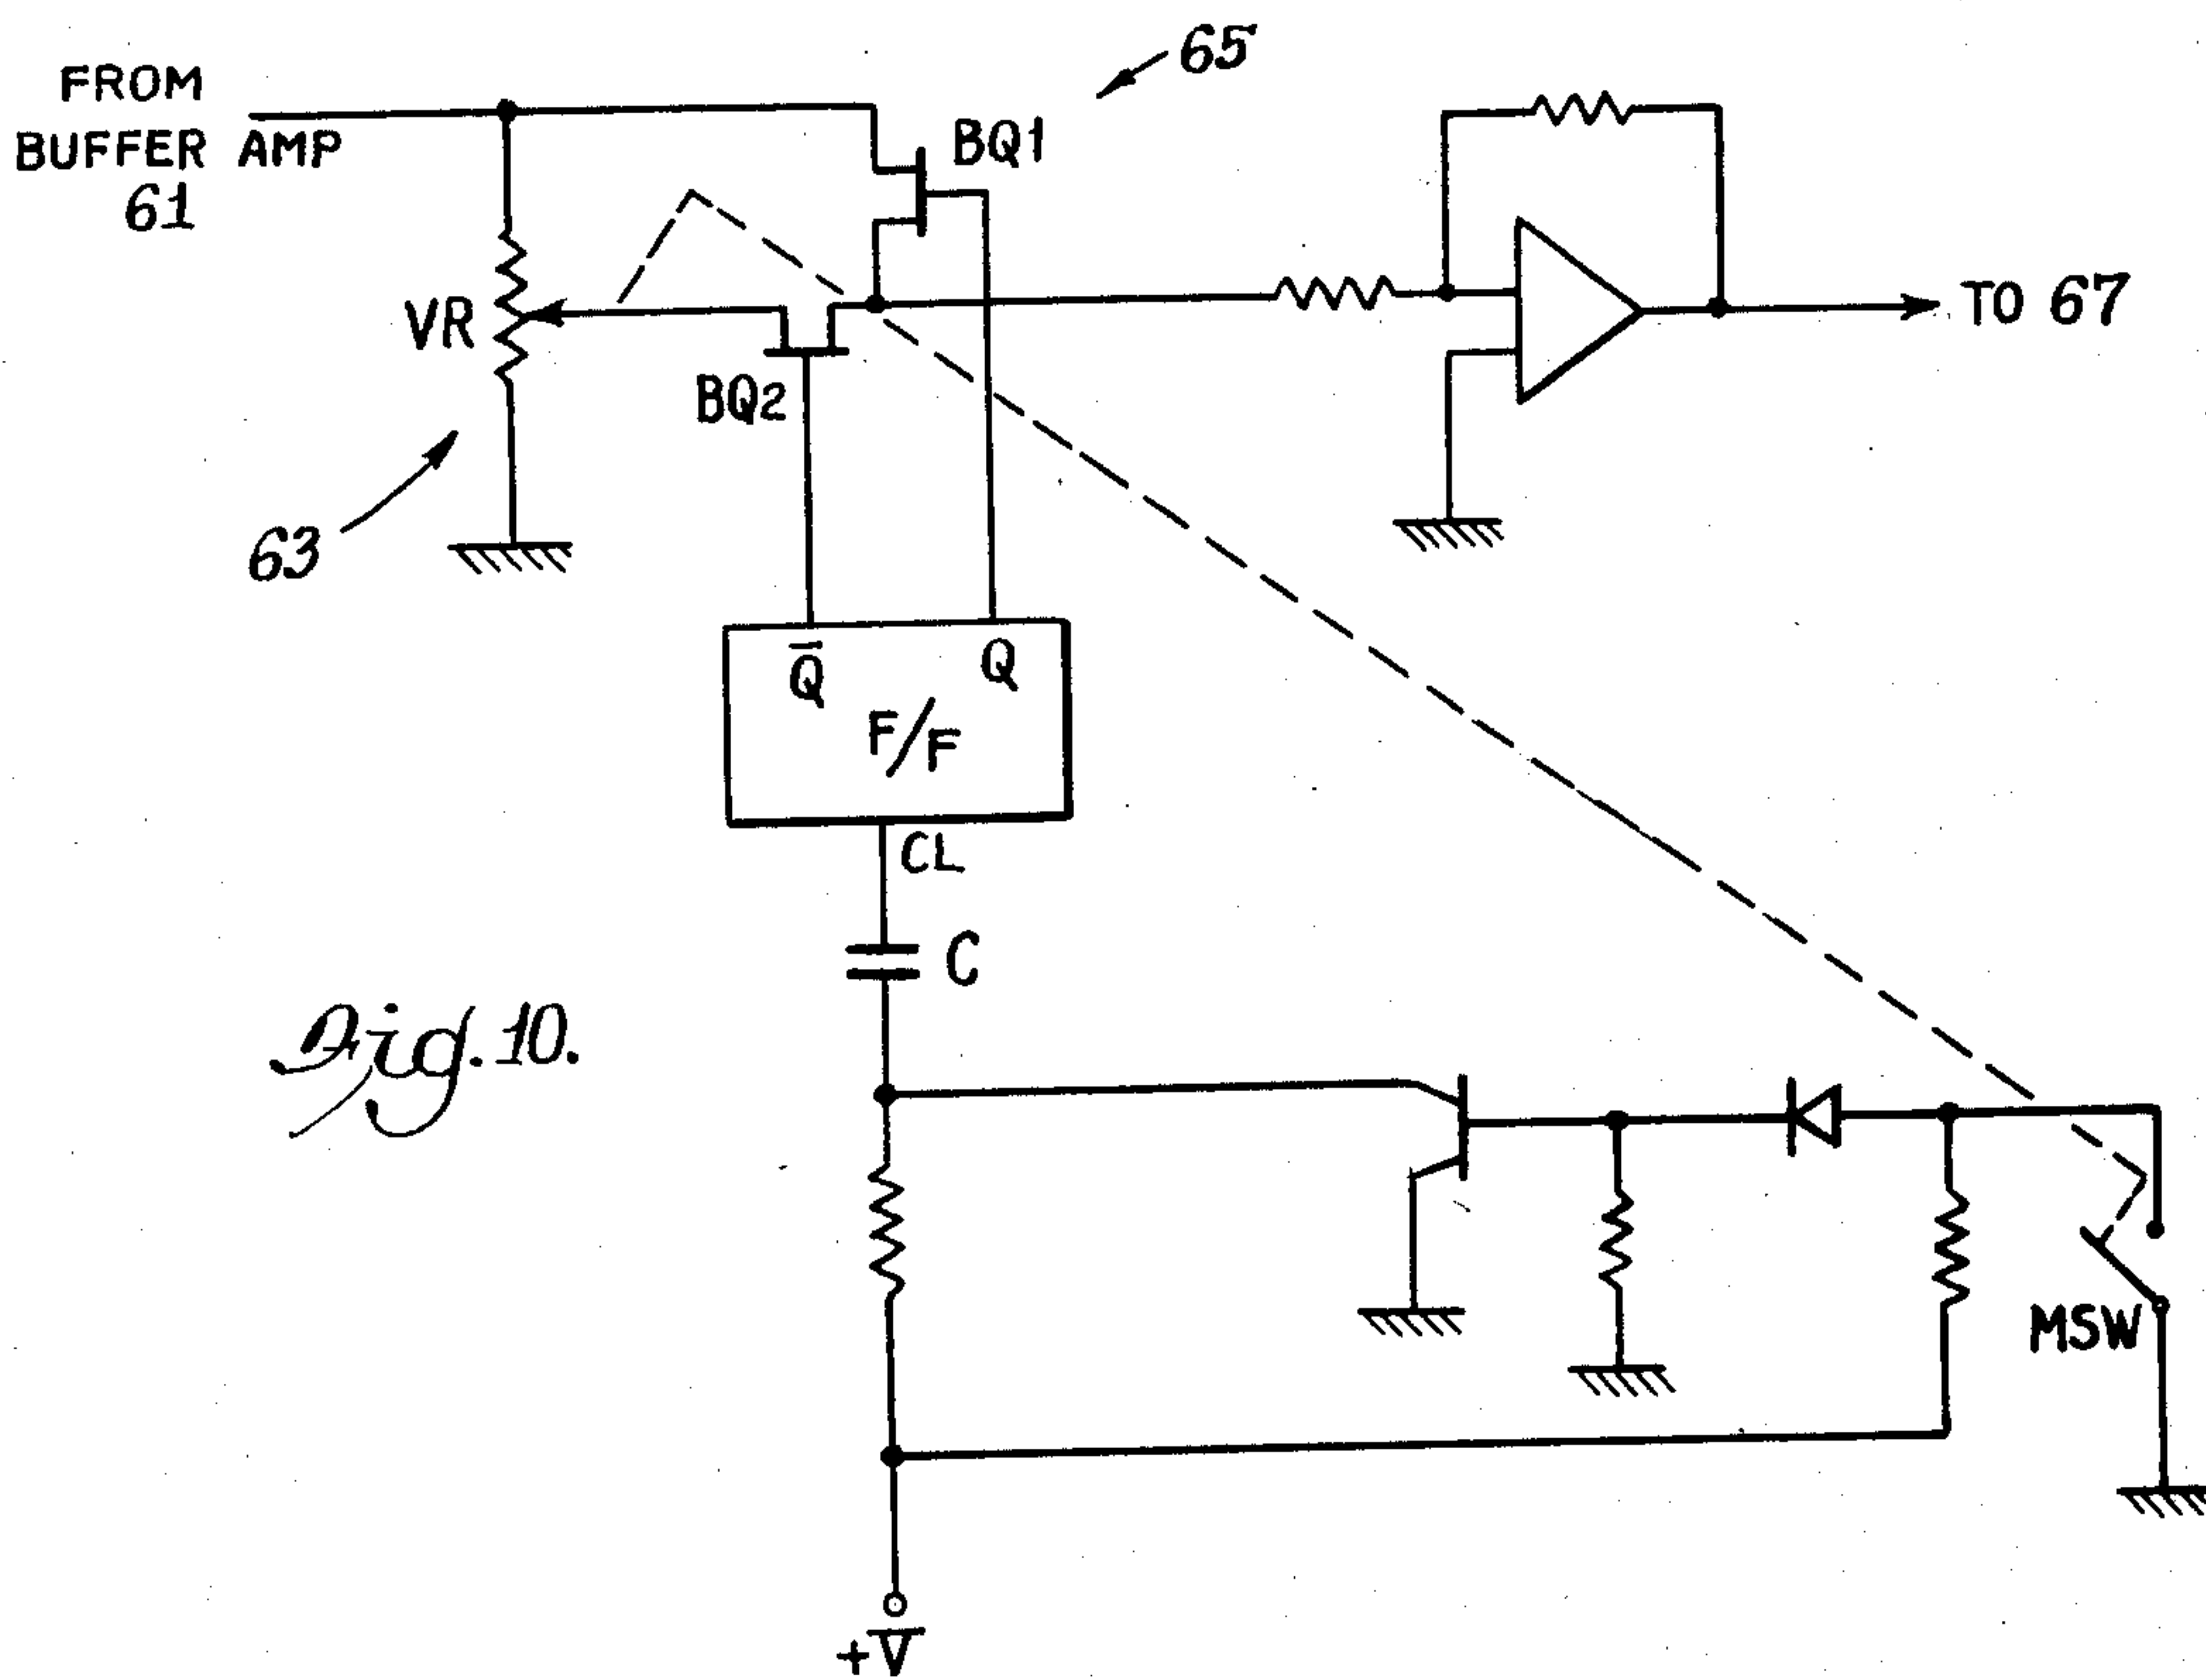 65
FROM
BUFFER AMP
61
BQ1
VR
BQ2
TO 67
63
Q̄
Q
F/F
CL
C
Fig. 10.
MSW
+V